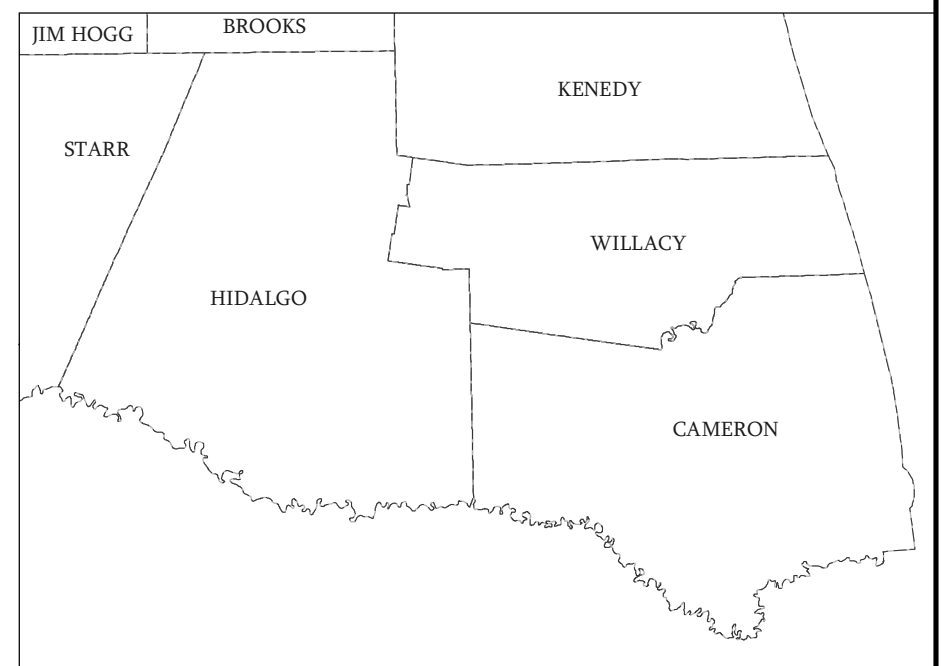 JIM HOGG
BROOKS
KENEDY
STARR
WILLACY
HIDALGO
CAMERON